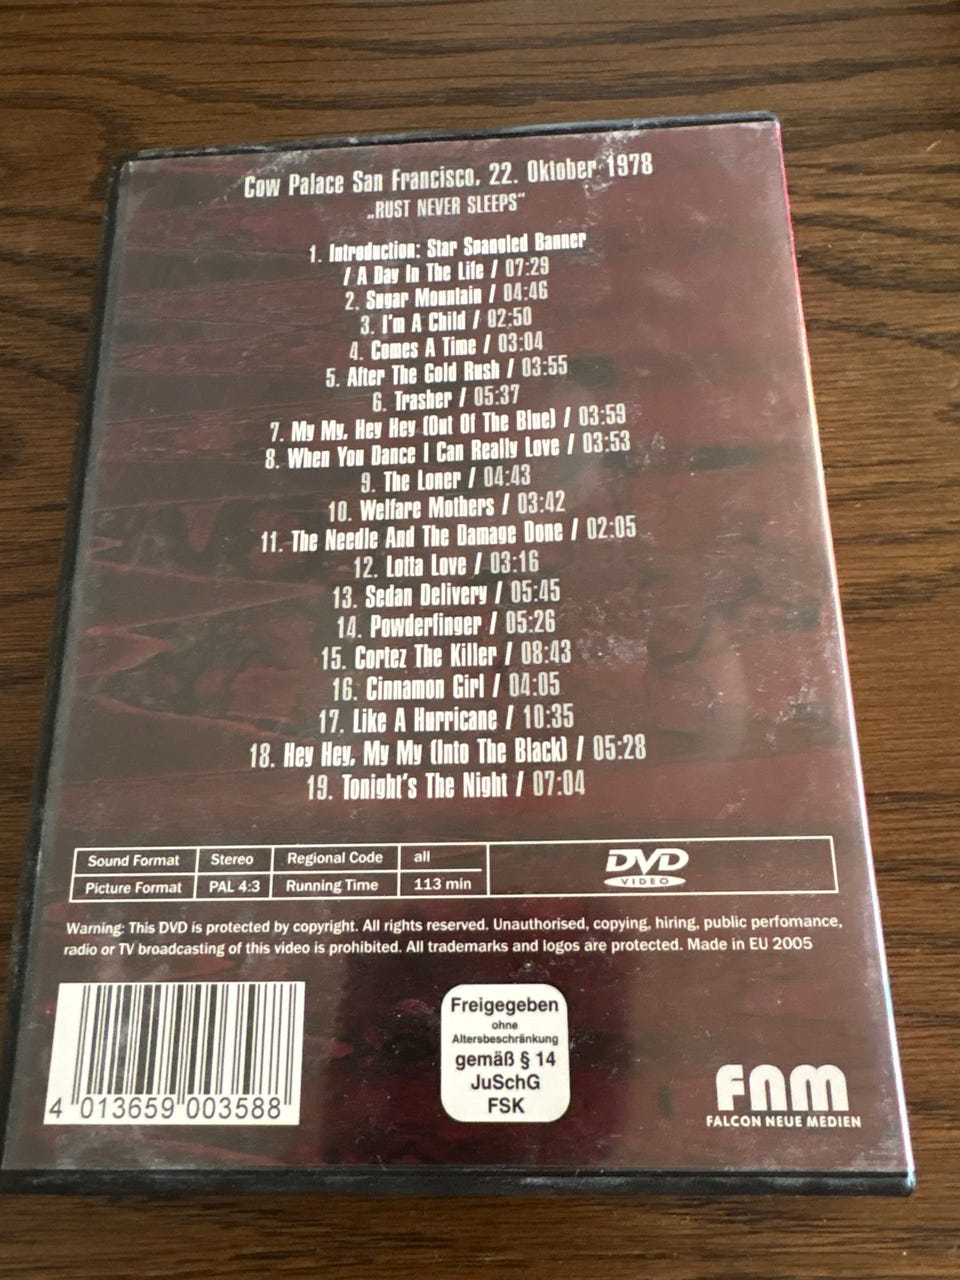 Cow Palace San Francisco, 22. Oktober 1978
„RUST NEVER SLEEPS"
1. Introduction: Star Spangled Banner
/ A Day In The Life / 07:29
2. Sugar Mountain / 04:46
3. I'm A Child / 02:50
4. Comes A Time / 03:04
5. After The Gold Rush / 03:55
6. Trasher / 05:37
7. My My, Hey Hey (Out Of The Blue) / 03:59
8. When You Dance I Can Really Love / 03:53
9. The Loner / 04:43
10. Welfare Mothers / 03:42
11. The Needle And The Damage Done / 02:05
12. Lotta Love / 03:16
13. Sedan Delivery / 05:45
14. Powderfinger / 05:26
15. Cortez The Killer / 08:43
16. Cinnamon Girl / 04:05
17. Like A Hurricane / 10:35
18. Hey Hey, My My (Into The Black) / 05:28
19. Tonight's The Night / 07:04
Sound Format Stereo Regional Code all
Picture Format PAL 4:3 Running Time 113 min
DVD
VIDEO
Warning: This DVD is protected by copyright. All rights reserved. Unauthorised, copying, hiring, public perfomance,
radio or TV broadcasting of this video is prohibited. All trademarks and logos are protected. Made in EU 2005
4 013659 003588
Freigegeben
ohne
Altersbeschränkung
gemäß § 14
JuSchG
FSK
FNM
FALCON NEUE MEDIEN